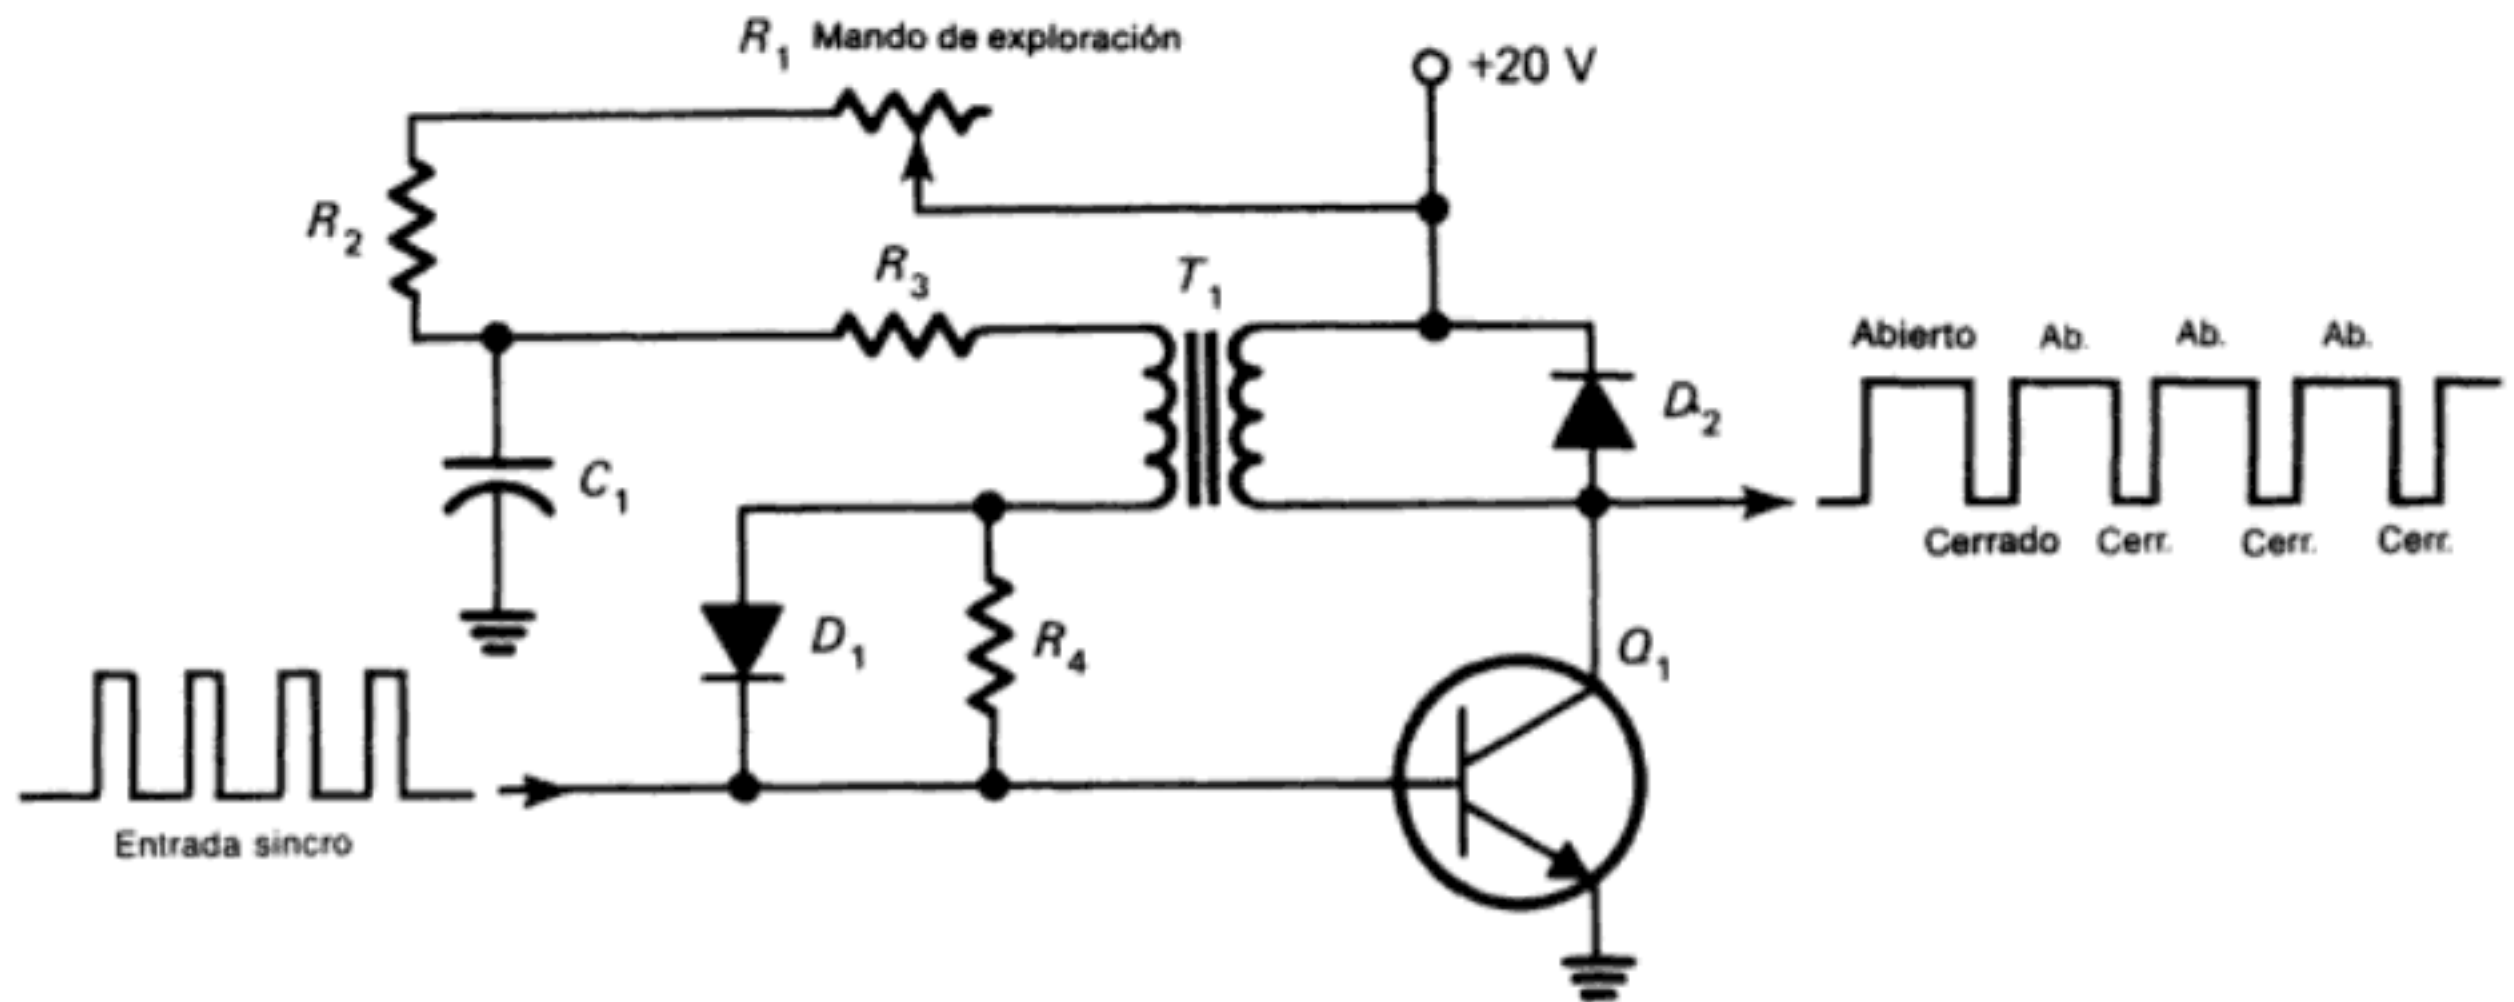 R1 Mando de exploración
+20 V
R2
R3
T1
Abierto Ab. Ab. Ab.
D2
C1
Cerrado Cerr. Cerr. Cerr.
D1
R4
Q1
Entrada sincro